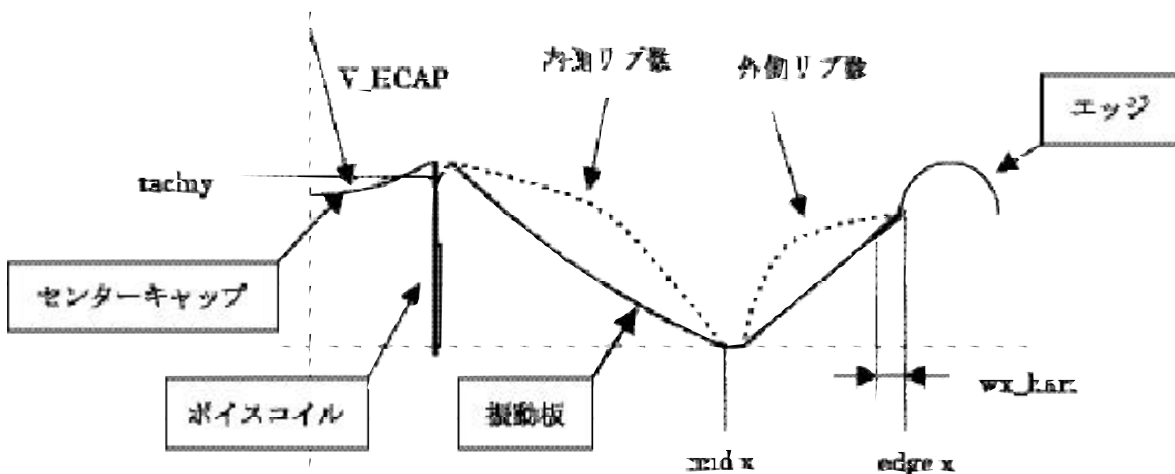 V_HCAP
内側リブ数
外側リブ数
エッジ
センターキャップ
ボイスコイル
振動板
mid x
edge x